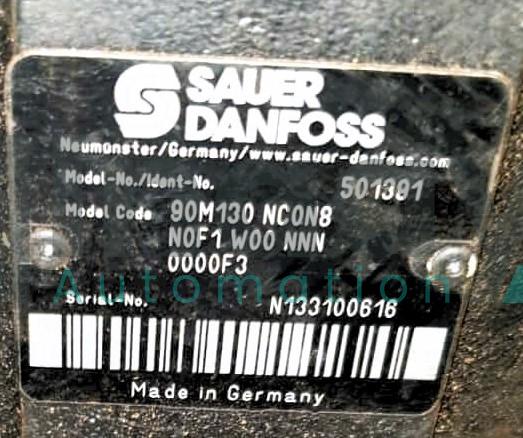 SAUER
DANFOSS
Neumünster/Germany/www.sauer-danfoss.com
Model-No./Ident-No. 501391
Model Code 90M130 NC0N8
N0F1 W00 NNN
0000F3
Automation A
Serial-No. N133100616
Made in Germany